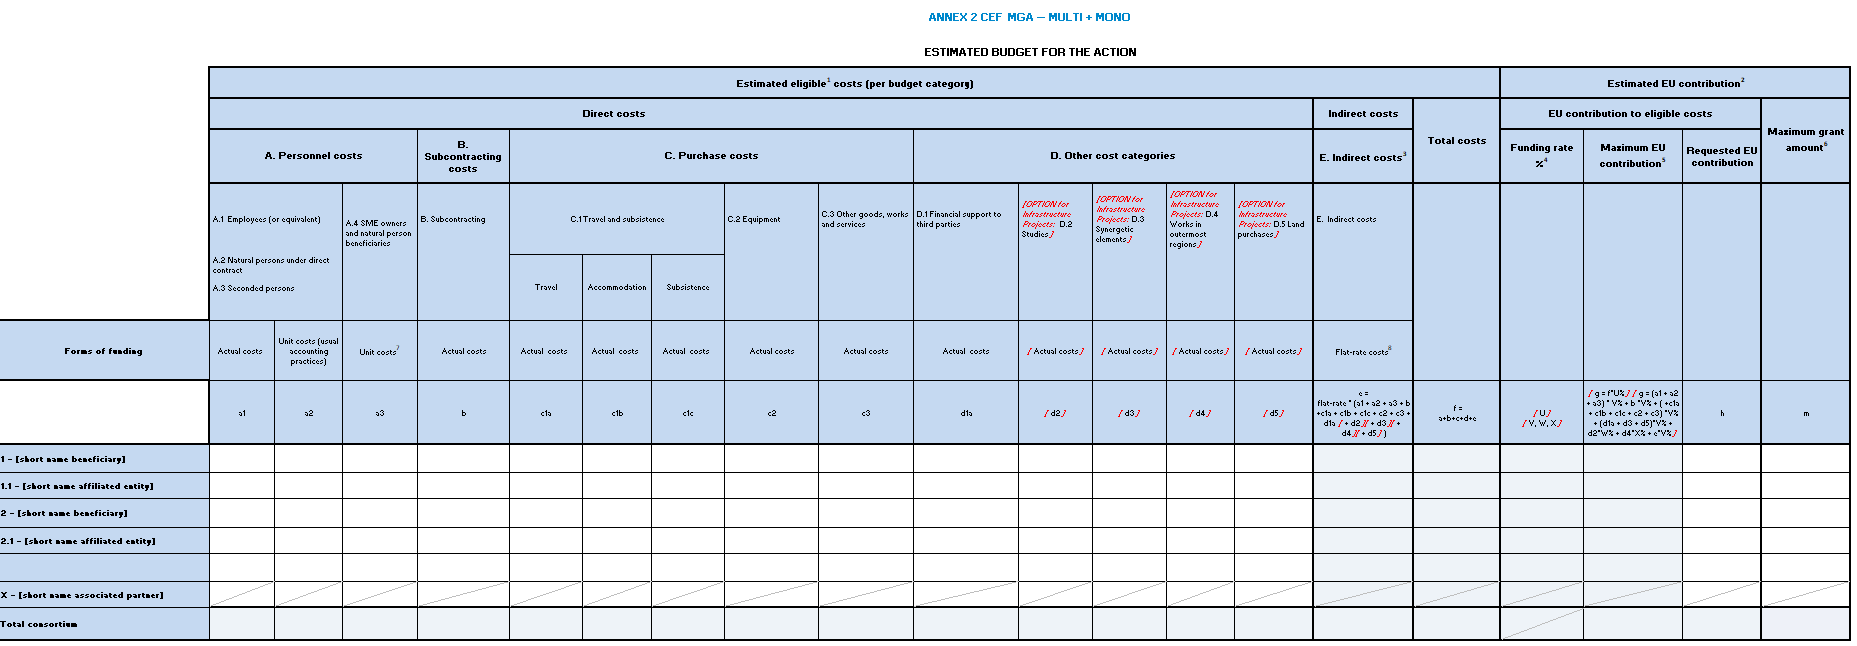 ANNEX 2 CEF MGA — MULTI + MONO
ESTIMATED BUDGET FOR THE ACTION
Estimated eligible1 costs (per budget category)
Estimated EU contribution2
Direct costs
Indirect costs
Total costs
EU contribution to eligible costs
Maximum grant
amount6
A. Personnel costs
B.
Subcontracting
costs
C. Purchase costs
D. Other cost categories
E. Indirect costs3
Funding rate
%4
Maximum EU
contribution5
Requested EU
contribution
A.1 Employees (or equivalent)
A.2 Natural persons under direct
contract
A.3 Seconded persons
A.4 SME owners
and natural person
beneficiaries
B. Subcontracting
C.1 Travel and subsistence
Travel
Accommodation
Subsistence
C.2 Equipment
C.3 Other goods, works
and services
D.1 Financial support to
third parties
[OPTION for
Infrastructure
Projects: D.2
Studies]
[OPTION for
Infrastructure
Projects: D.3
Synergetic
elements]
[OPTION for
Infrastructure
Projects: D.4
Works in
outermost
regions]
[OPTION for
Infrastructure
Projects: D.5 Land
purchases]
E. Indirect costs
Forms of funding
Actual costs
Unit costs (usual
accounting
practices)
Unit costs7
Actual costs
Actual costs
Actual costs
Actual costs
Actual costs
Actual costs
Actual costs
[ Actual costs]
[ Actual costs]
[ Actual costs]
[ Actual costs]
Flat-rate costs8
a1
a2
a3
b
c1a
c1b
c1c
c2
c3
d1a
[ d2]
[ d3]
[ d4]
[ d5]
e =
flat-rate * (a1 + a2 + a3 + b
+c1a + c1b + c1c + c2 + c3 +
d1a [ + d2][ + d3][ +
d4][ + d5] )
f =
a+b+c+d+e
[ U]
[ V, W, X]
[ g = f*U%] [ g = (a1 + a2
+ a3) * V% + b *V% + ( +c1a
+ c1b + c1c + c2 + c3) *V%
+ (d1a + d3 + d5)*V% +
d2*W% + d4*X% + e*V%]
h
m
1 – [short name beneficiary]
1.1 – [short name affiliated entity]
2 – [short name beneficiary]
2.1 – [short name affiliated entity]
X – [short name associated partner]
Total consortium